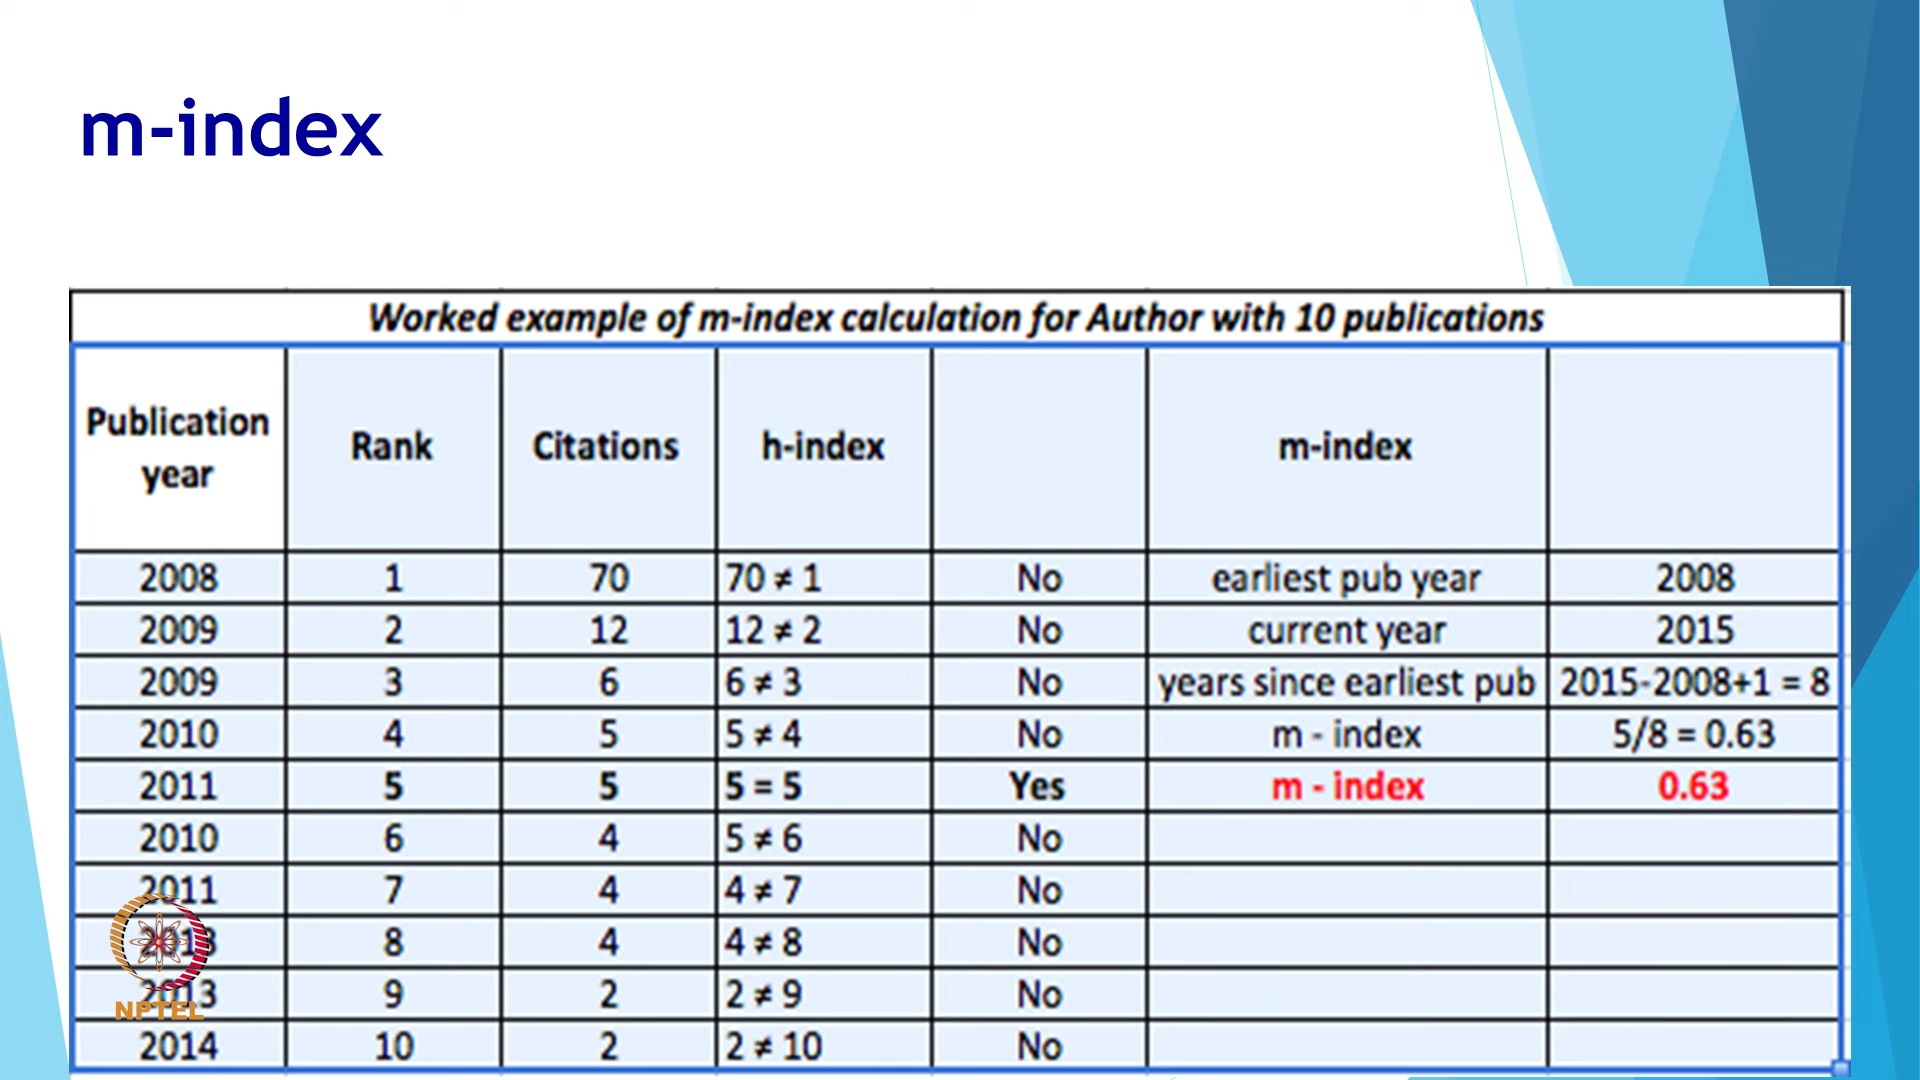 m-index
Worked example of m-index calculation for Author with 10 publications
Publication year Rank Citations h-index m-index
2008 1 70 70 ≠ 1 No earliest pub year 2008
2009 2 12 12 ≠ 2 No current year 2015
2009 3 6 6 ≠ 3 No years since earliest pub 2015-2008+1 = 8
2010 4 5 5 ≠ 4 No m - index 5/8 = 0.63
2011 5 5 5 = 5 Yes m - index 0.63
2010 6 4 5 ≠ 6 No
2011 7 4 4 ≠ 7 No
2013 8 4 4 ≠ 8 No
2013 9 2 2 ≠ 9 No
NPTEL
2014 10 2 2 ≠ 10 No